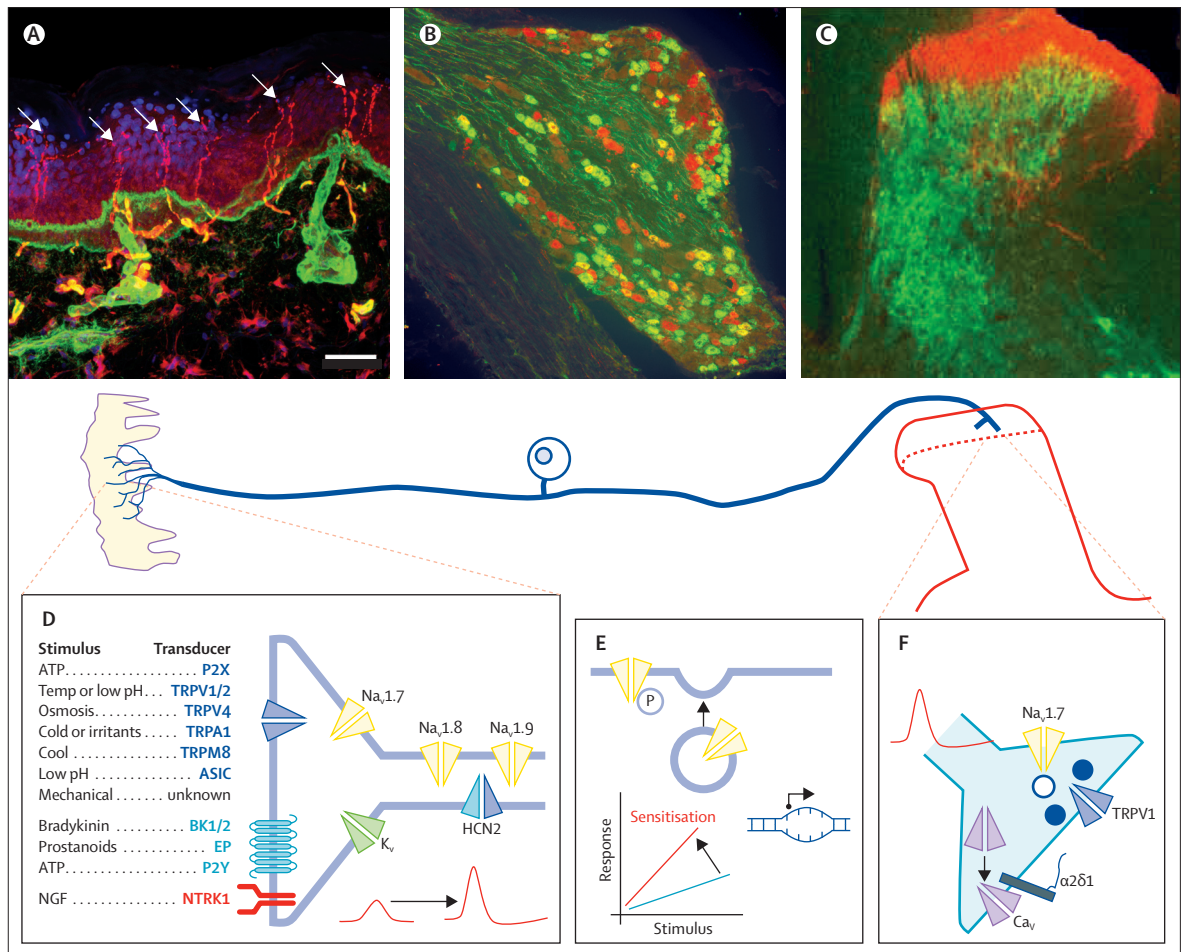 A
B
C
D
Stimulus Transducer
ATP.................. P2X
Temp or low pH... TRPV1/2
Osmosis............ TRPV4
Cold or irritants ..... TRPA1
Cool ................ TRPM8
Low pH .............. ASIC
Mechanical ....... unknown
Bradykinin .......... BK1/2
Prostanoids ............ EP
ATP .................. P2Y
NGF ............... NTRK1
Naᵥ1.7
Naᵥ1.8
Naᵥ1.9
HCN2
Kᵥ
E
P
Sensitisation
Response
Stimulus
F
Naᵥ1.7
TRPV1
α2δ1
Caᵥ